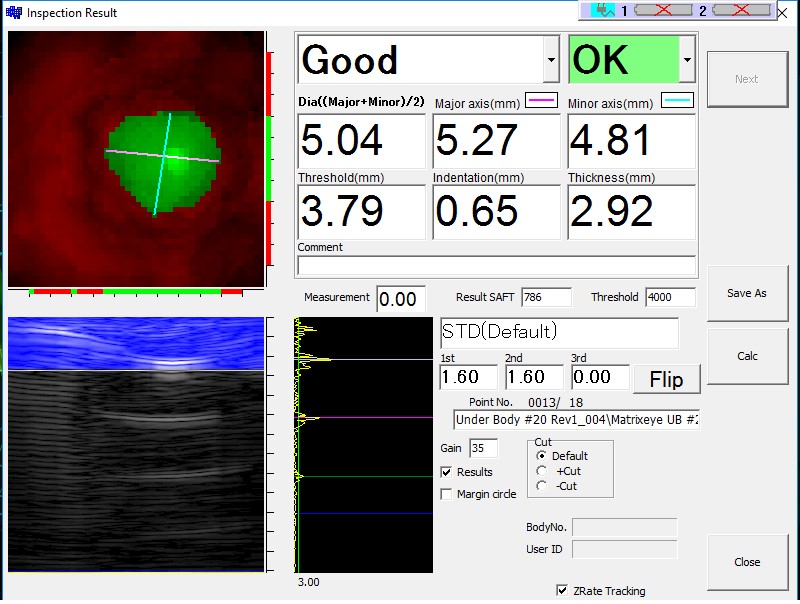 Inspection Result
1 2
Good OK
Next
Dia((Major+Minor)/2) Major axis(mm) Minor axis(mm)
5.04 5.27 4.81
Threshold(mm) Indentation(mm) Thickness(mm)
3.79 0.65 2.92
Comment
Measurement 0.00 Result SAFT 786 Threshold 4000
Save As
STD(Default)
Calc
1st 2nd 3rd
1.60 1.60 0.00 Flip
Point No. 0013/ 18
Under Body #20 Rev1_004\Matrixeye UB #2
Gain 35
Cut
Default
Results
+Cut
-Cut
Margin circle
BodyNo.
User ID
Close
3.00
ZRate Tracking